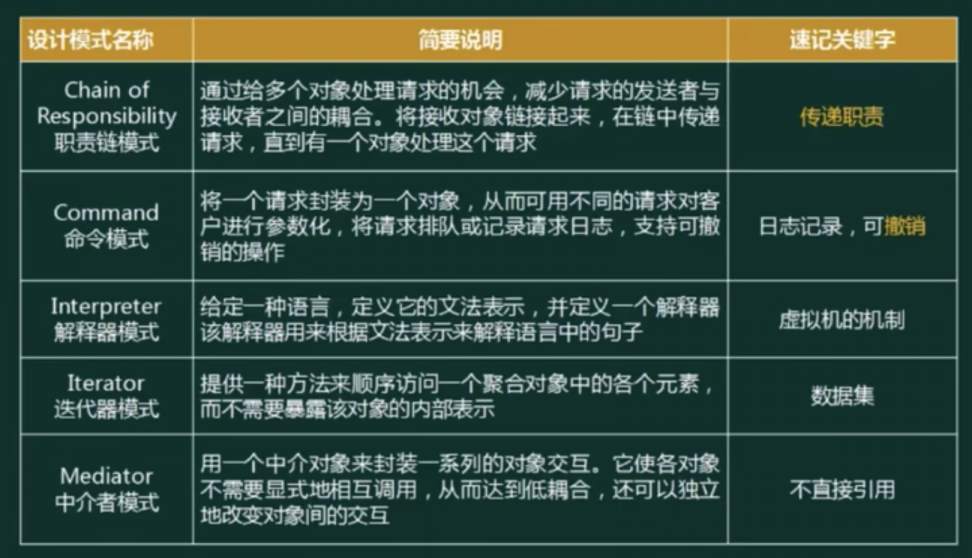 设计模式名称
简要说明
速记关键字
Chain of
Responsibility
职责链模式
通过给多个对象处理请求的机会，减少请求的发送者与
接收者之间的耦合。将接收对象链接起来，在链中传递
请求，直到有一个对象处理这个请求
传递职责
Command
命令模式
将一个请求封装为一个对象，从而可用不同的请求对客
户进行参数化，将请求排队或记录请求日志，支持可撤
销的操作
日志记录，可撤销
Interpreter
解释器模式
给定一种语言，定义它的文法表示，并定义一个解释器
该解释器用来根据文法表示来解释语言中的句子
虚拟机的机制
Iterator
迭代器模式
提供一种方法来顺序访问一个聚合对象中的各个元素，
而不需要暴露该对象的内部表示
数据集
Mediator
中介者模式
用一个中介对象来封装一系列的对象交互。它使各对象
不需要显式地相互调用，从而达到低耦合，还可以独立
地改变对象间的交互
不直接引用